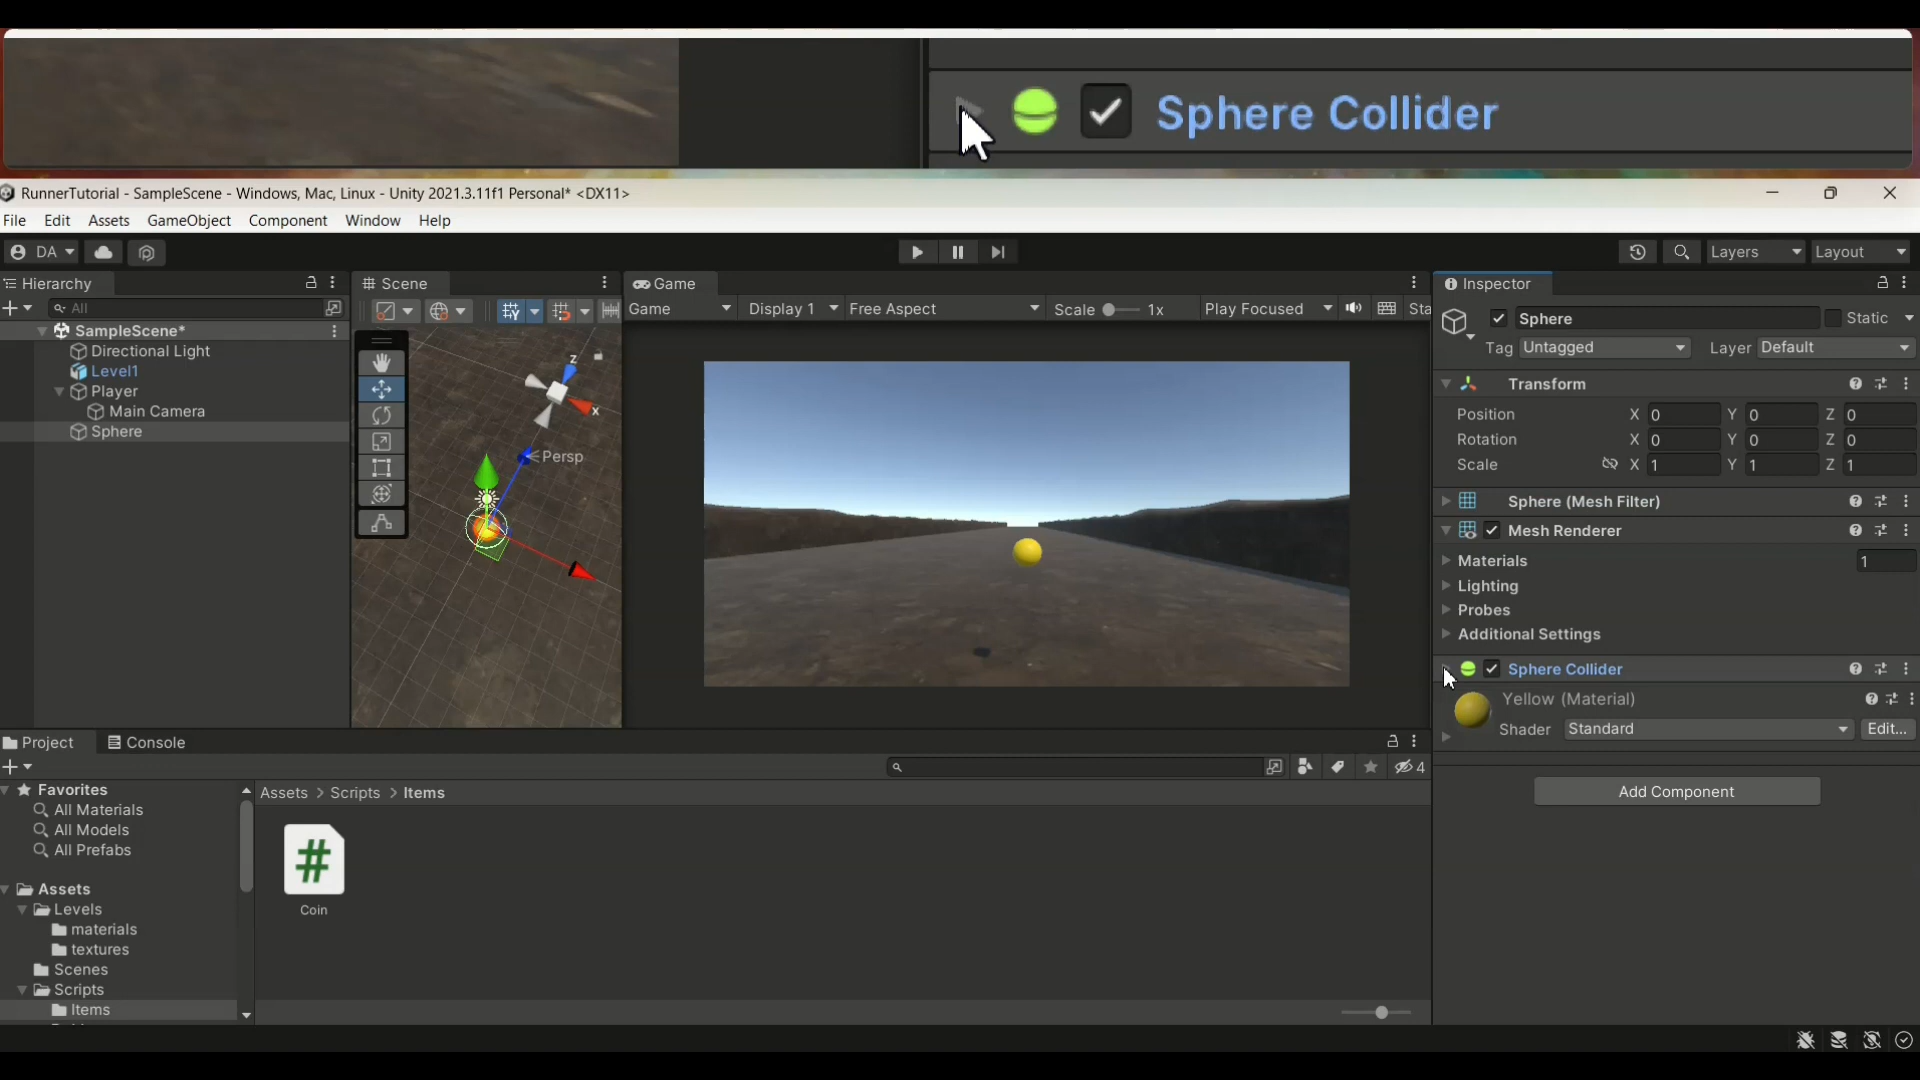 Sphere Collider
RunnerTutorial - SampleScene - Windows, Mac, Linux - Unity 2021.3.11f1 Personal* <DX11>
File Edit Assets GameObject Component Window Help
DA Layers Layout
Hierarchy Scene Game Inspector
All Game Display 1 Free Aspect Scale 1x Play Focused Sta
Sphere Static
SampleScene*
Directional Light
Level1
Player
Main Camera
Sphere
z
x
Persp
Tag Untagged Layer Default
Transform
Position X 0 Y 0 Z 0
Rotation X 0 Y 0 Z 0
Scale X 1 Y 1 Z 1
Sphere (Mesh Filter)
Mesh Renderer
Materials 1
Lighting
Probes
Additional Settings
Sphere Collider
Yellow (Material)
Shader Standard Edit...
Add Component
Project Console
4
Favorites
All Materials
All Models
All Prefabs
Assets
Levels
materials
textures
Scenes
Scripts
Items
Assets > Scripts > Items
#
Coin